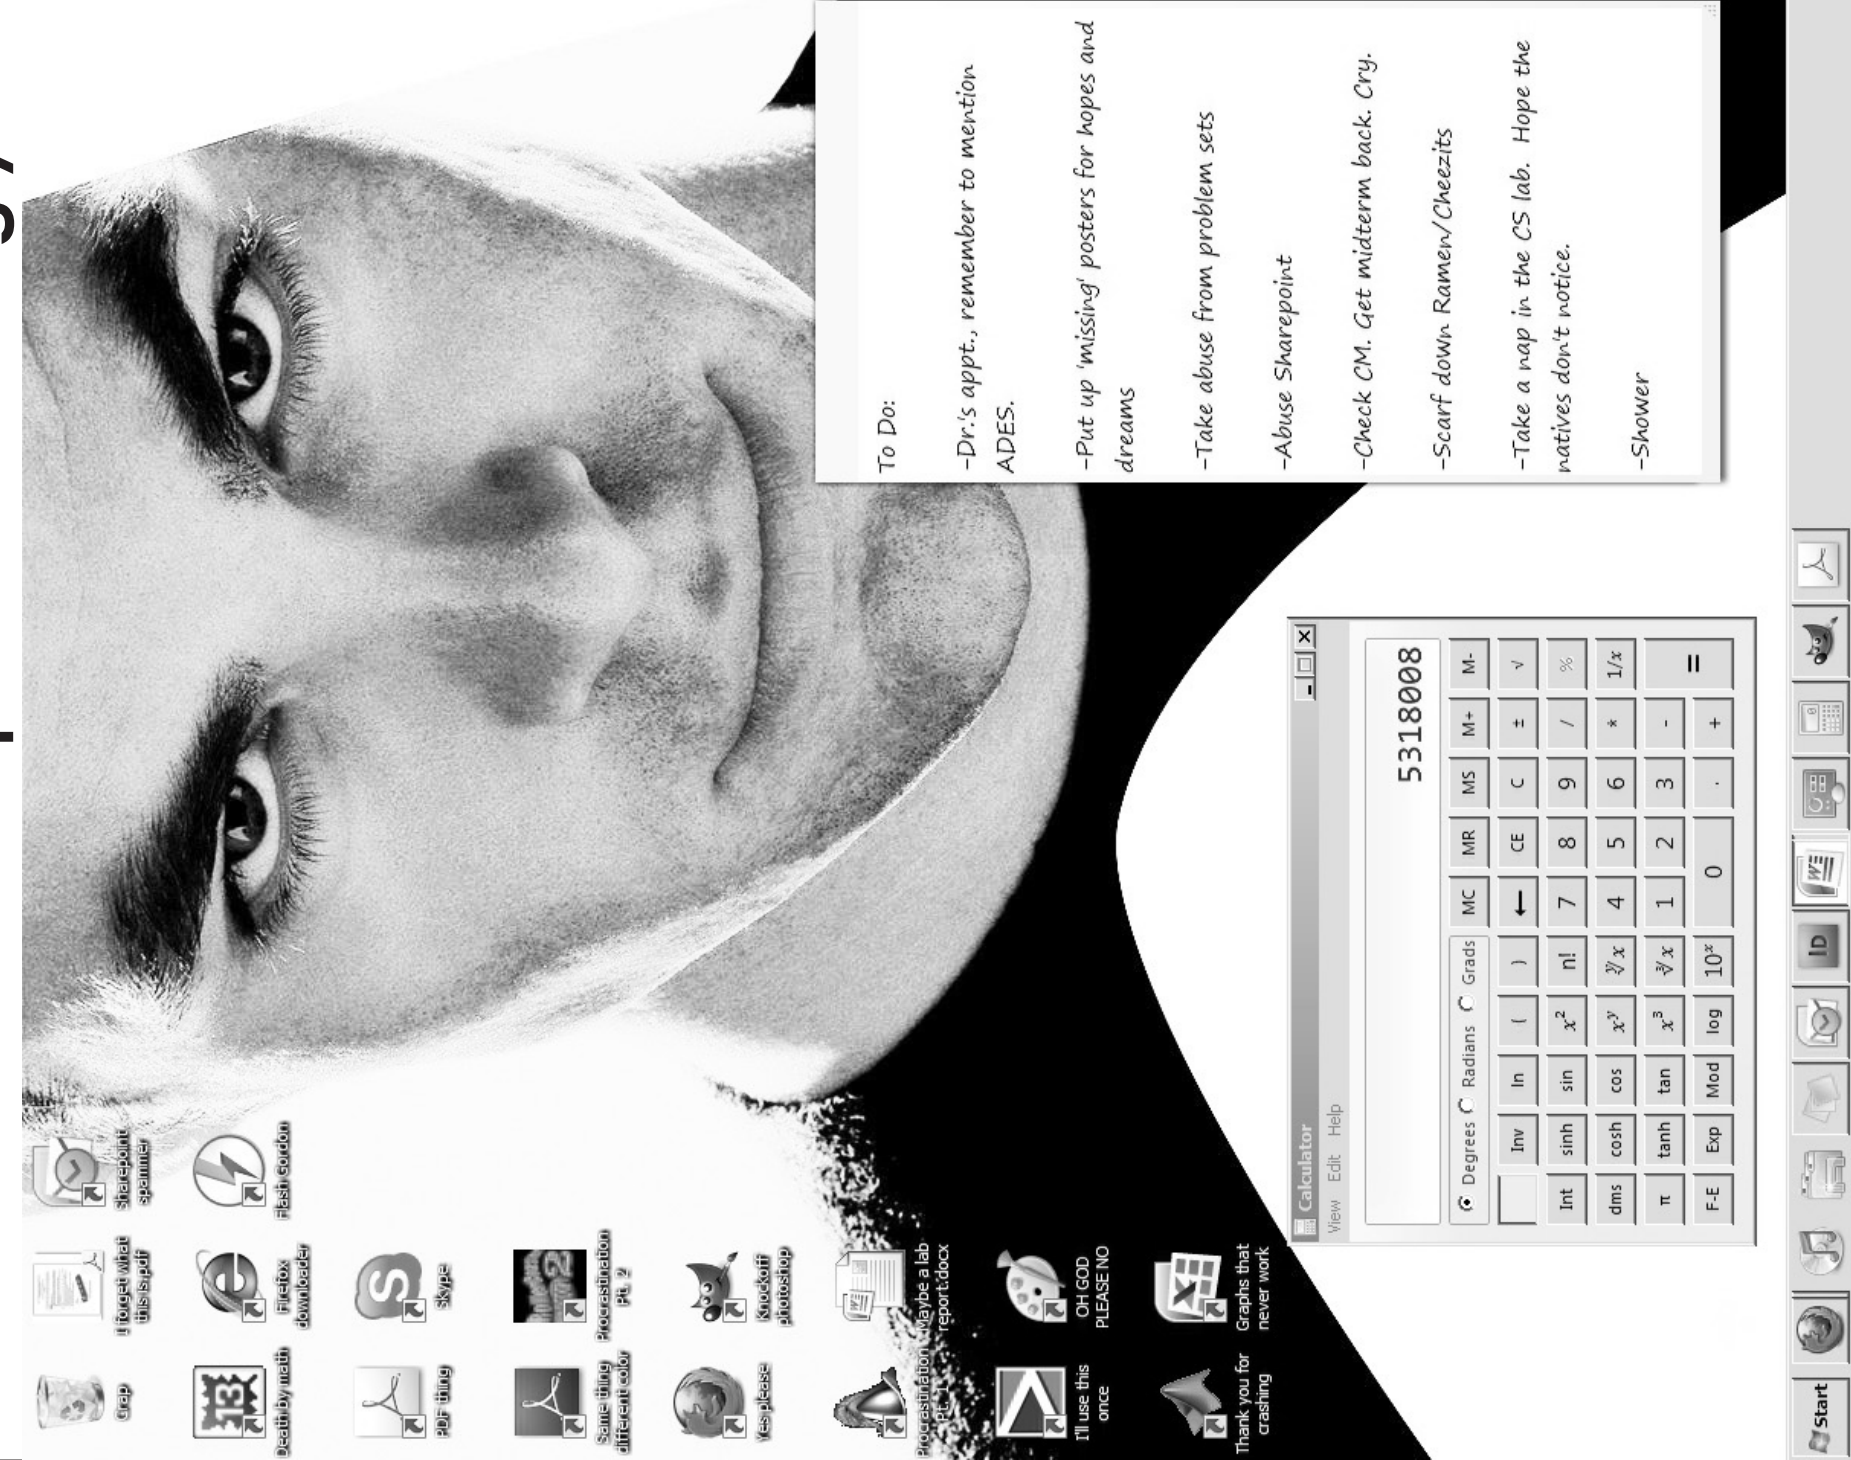 Crap
I forget what
this is.pdf
Sharepoint
spammer
Death by math
Firefox
downloader
Flash Gordon
PDF thing
Skype
Same thing
different color
Procrastination
Pt. 2
Yes please
Knockoff
photoshop
Procrastination
Pt. 1
Maybe a lab
report.docx
I'll use this
once
OH GOD
PLEASE NO
Thank you for
crashing
Graphs that
never work
To Do:
-Dr.'s appt., remember to mention
ADES.
-Put up 'missing' posters for hopes and
dreams
-Take abuse from problem sets
-Abuse Sharepoint
-Check CM. Get midterm back. Cry.
-Scarf down Ramen/Cheezits
-Take a nap in the CS lab. Hope the
natives don't notice.
-Shower
Calculator
View Edit Help
5318008
Degrees Radians Grads MC MR MS M+ M-
Inv ln ( ) ← CE C ± √
Int sinh sin x² n! 7 8 9 / %
dms cosh cos xʸ ʸ√x 4 5 6 * 1/x
π tanh tan x³ ³√x 1 2 3 - =
F-E Exp Mod log 10ˣ 0 . +
Start
ID